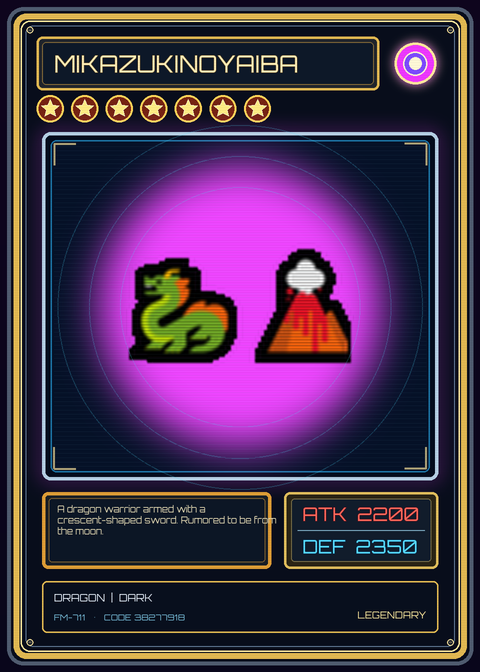 MIKAZUKINOYAIBA
A dragon warrior armed with a
crescent-shaped sword. Rumored to be from
the moon.
ATK 2200
DEF 2350
DRAGON | DARK
FM-711 · CODE 38277918
LEGENDARY